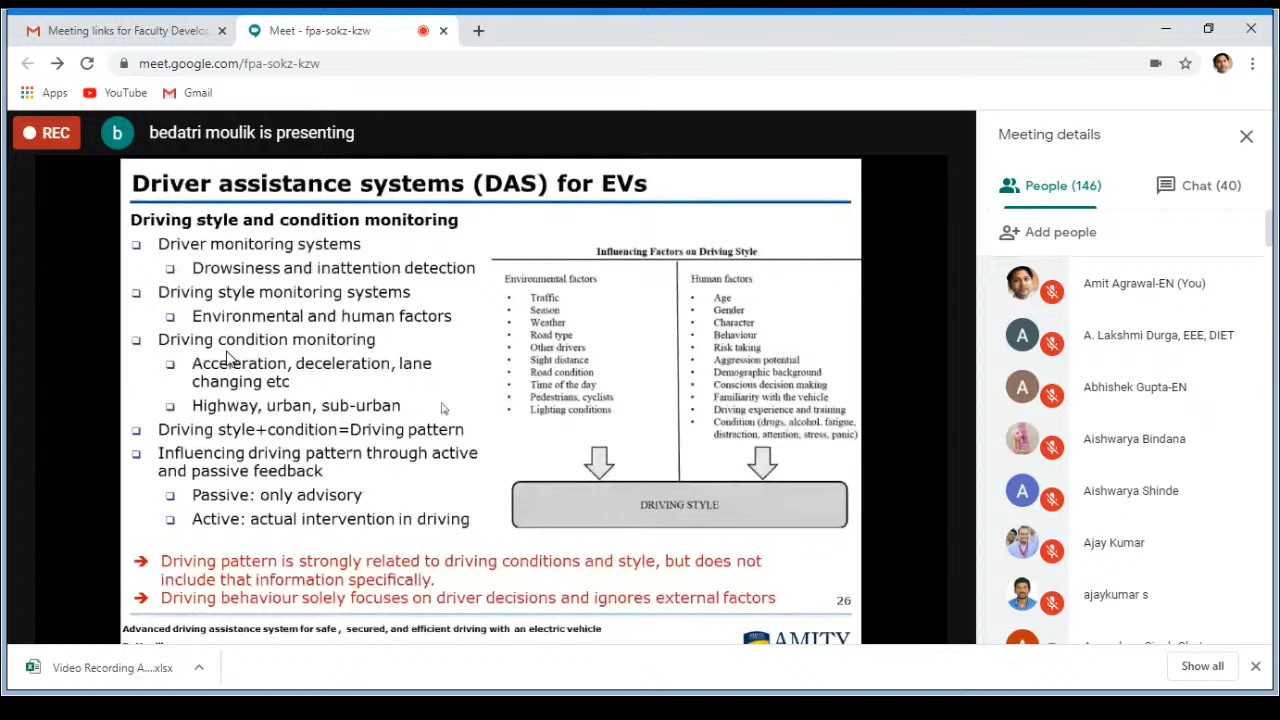 Meeting links for Faculty Develo
Meet - fpa-sokz-kzw
meet.google.com/fpa-sokz-kzw
Apps
YouTube
Gmail
REC
b
bedatri moulik is presenting
Driver assistance systems (DAS) for EVs
Driving style and condition monitoring
Driver monitoring systems
Drowsiness and inattention detection
Driving style monitoring systems
Environmental and human factors
Driving condition monitoring
Acceleration, deceleration, lane
changing etc
Highway, urban, sub-urban
Driving style+condition=Driving pattern
Influencing driving pattern through active
and passive feedback
Passive: only advisory
Active: actual intervention in driving
Influencing Factors on Driving Style
Environmental factors
Traffic
Season
Weather
Road type
Other drivers
Sight distance
Road condition
Time of the day
Pedestrians, cyclists
Lighting conditions
Human factors
Age
Gender
Character
Behaviour
Risk taking
Aggression potential
Demographic background
Conscious decision making
Familiarity with the vehicle
Driving experience and training
Condition (drugs, alcohol, fatigue,
distraction, attention, stress, panic)
DRIVING STYLE
Driving pattern is strongly related to driving conditions and style, but does not
include that information specifically.
Driving behaviour solely focuses on driver decisions and ignores external factors
26
Advanced driving assistance system for safe , secured, and efficient driving with an electric vehicle
AMITY
Meeting details
People (146)
Chat (40)
Add people
Amit Agrawal-EN (You)
A
A. Lakshmi Durga, EEE, DIET
A
Abhishek Gupta-EN
Aishwarya Bindana
A
Aishwarya Shinde
Ajay Kumar
ajaykumar s
Video Recording A....xlsx
Show all